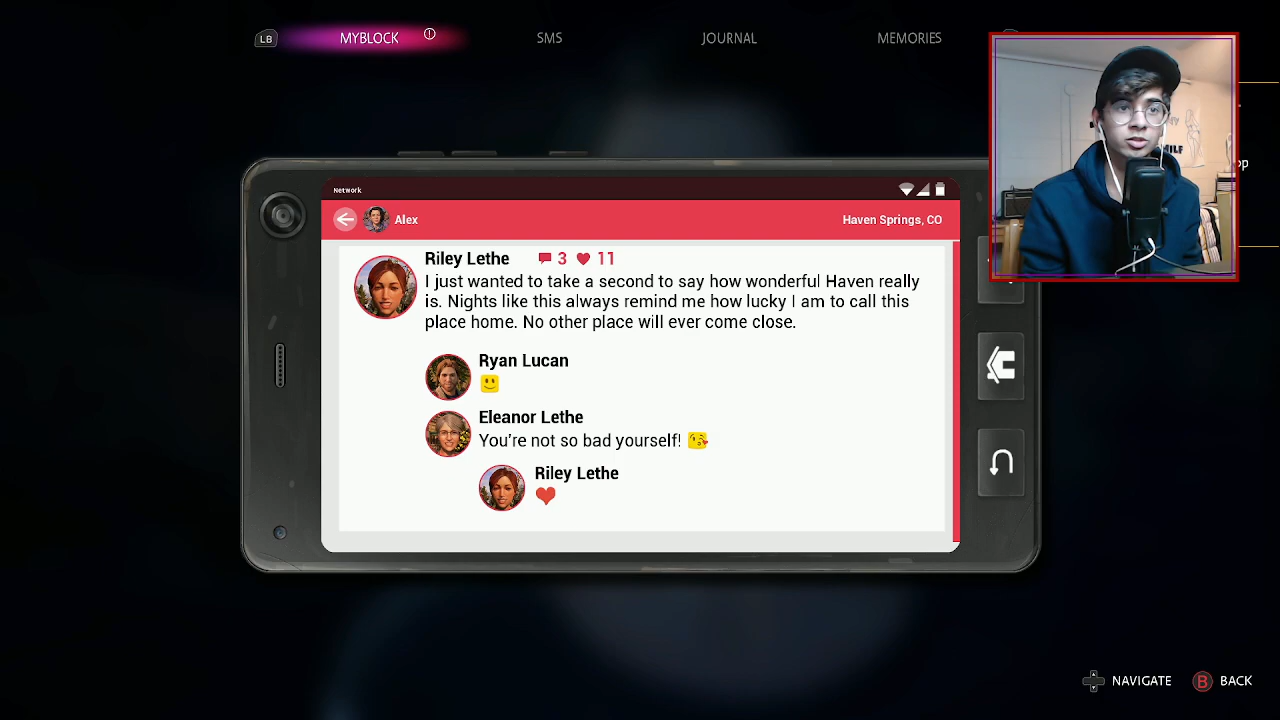 LB
MYBLOCK
SMS
JOURNAL
MEMORIES
Network
Alex
Haven Springs, CO
Riley Lethe 3 11
I just wanted to take a second to say how wonderful Haven really
is. Nights like this always remind me how lucky I am to call this
place home. No other place will ever come close.
Ryan Lucan
Eleanor Lethe
You're not so bad yourself!
Riley Lethe
MILF
op
NAVIGATE
B BACK